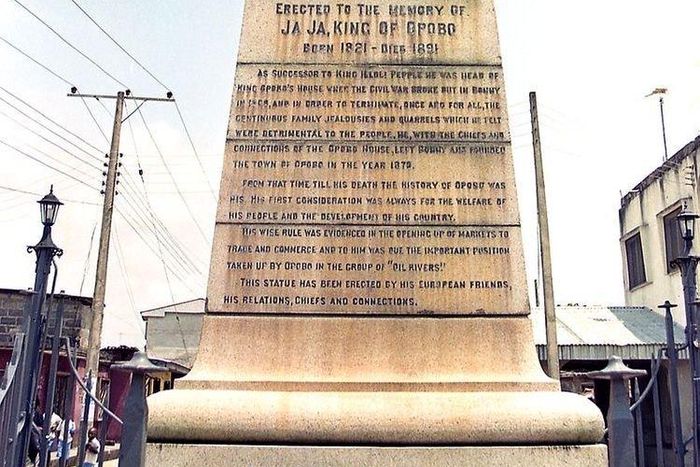 ERECTED TO THE MEMORY OF
JA JA, KING OF OPOBO
BORN 1821 - DIED 1891
AS SUCCESSOR TO KING PEPPLE HE WAS HEAD OF
KING OPOBO'S HOUSE WHEN THE CIVIL WAR BROKE OUT IN BONNY
IN 1869, AND IN ORDER TO TERMINATE, ONCE AND FOR ALL, THE
CONTINUOUS FAMILY JEALOUSIES AND QUARRELS WHICH HE FELT
WERE DETRIMENTAL TO THE PEOPLE, HE, WITH THE CHIEFS AND
CONNECTIONS OF THE OPOBO HOUSE, LEFT BONNY AND FOUNDED
THE TOWN OF OPOBO IN THE YEAR 1870.
FROM THAT TIME TILL HIS DEATH THE HISTORY OF OPOBO WAS
HIS. HIS FIRST CONSIDERATION WAS ALWAYS FOR THE WELFARE OF
HIS PEOPLE AND THE DEVELOPMENT OF HIS COUNTRY.
HIS WISE RULE WAS EVIDENCED IN THE OPENING UP OF MARKETS TO
TRADE AND COMMERCE AND TO HIM WAS DUE THE IMPORTANT POSITION
TAKEN UP BY OPOBO IN THE GROUP OF "OIL RIVERS."
THIS STATUE HAS BEEN ERECTED BY HIS EUROPEAN FRIENDS,
HIS RELATIONS, CHIEFS AND CONNECTIONS.